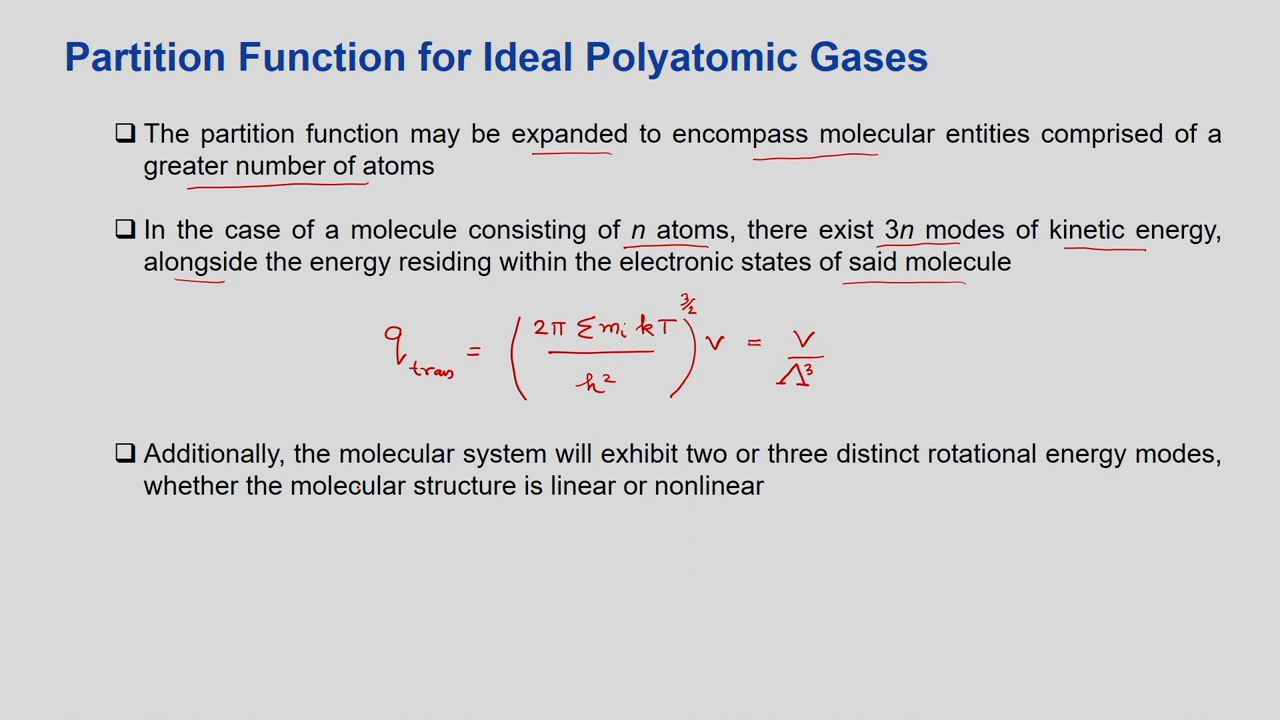 Partition Function for Ideal Polyatomic Gases
❑ The partition function may be expanded to encompass molecular entities comprised of a
greater number of atoms
❑ In the case of a molecule consisting of n atoms, there exist 3n modes of kinetic energy,
alongside the energy residing within the electronic states of said molecule
q_trans = (2π Σ m_i k T / h²)^{3/2} V = V / Λ³
❑ Additionally, the molecular system will exhibit two or three distinct rotational energy modes,
whether the molecular structure is linear or nonlinear